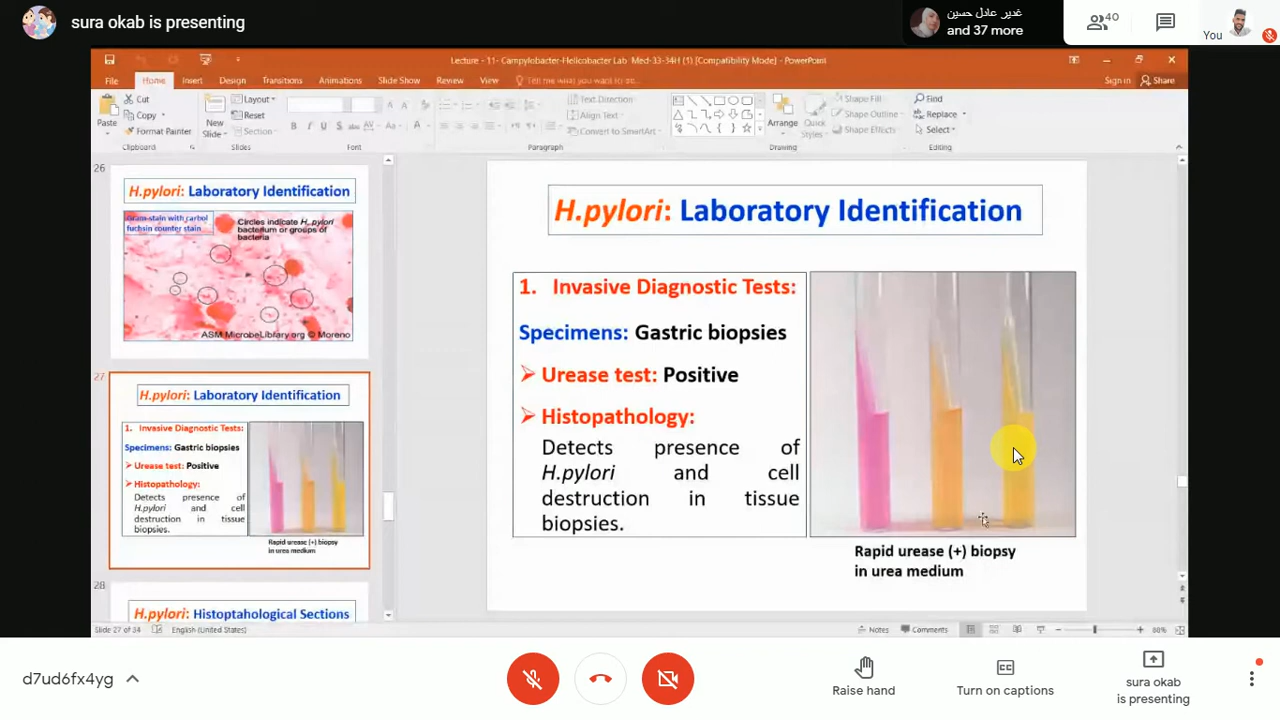 sura okab is presenting
غدير عادل حسين
and 37 more
40
You
Lecture - 11- Campylobacter-Helicobacter Lab Med-33-34H (1) [Compatibility Mode] - PowerPoint
File Home Insert Design Transitions Animations Slide Show Review View Tell me what you want to do... Sign in Share
Paste
Cut
Copy
Format Painter
Clipboard
New
Slide
Layout
Reset
Section
Slides
Font
Text Direction
Align Text
Convert to SmartArt
Paragraph
Arrange
Quick
Styles
Shape Fill
Shape Outline
Shape Effects
Drawing
Find
Replace
Select
Editing
26
H.pylori: Laboratory Identification
Gram-stain with carbol
fuchsin counter stain
Circles indicate H. pylori
bacterium or groups of
bacteria
ASM MicrobeLibrary.org © Moreno
27
H.pylori: Laboratory Identification
1. Invasive Diagnostic Tests:
Specimens: Gastric biopsies
Urease test: Positive
Histopathology:
Detects presence of
H.pylori and cell
destruction in tissue
biopsies.
Rapid urease (+) biopsy
in urea medium
28
H.pylori: Histoptahological Sections
H.pylori: Laboratory Identification
1. Invasive Diagnostic Tests:
Specimens: Gastric biopsies
Urease test: Positive
Histopathology:
Detects presence of
H.pylori and cell
destruction in tissue
biopsies.
Rapid urease (+) biopsy
in urea medium
Slide 27 of 34 English (United States) Notes Comments 88%
d7ud6fx4yg
Raise hand
Turn on captions
sura okab
is presenting